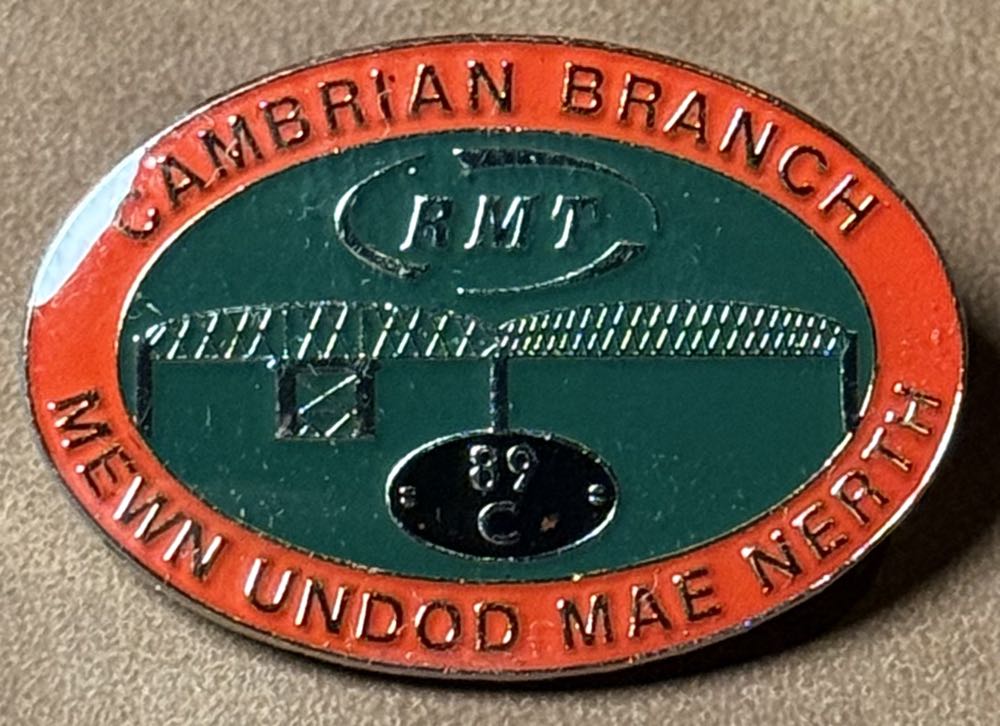 CAMBRIAN BRANCH
RMT
89
C
MEWN UNDOD MAE NERTH